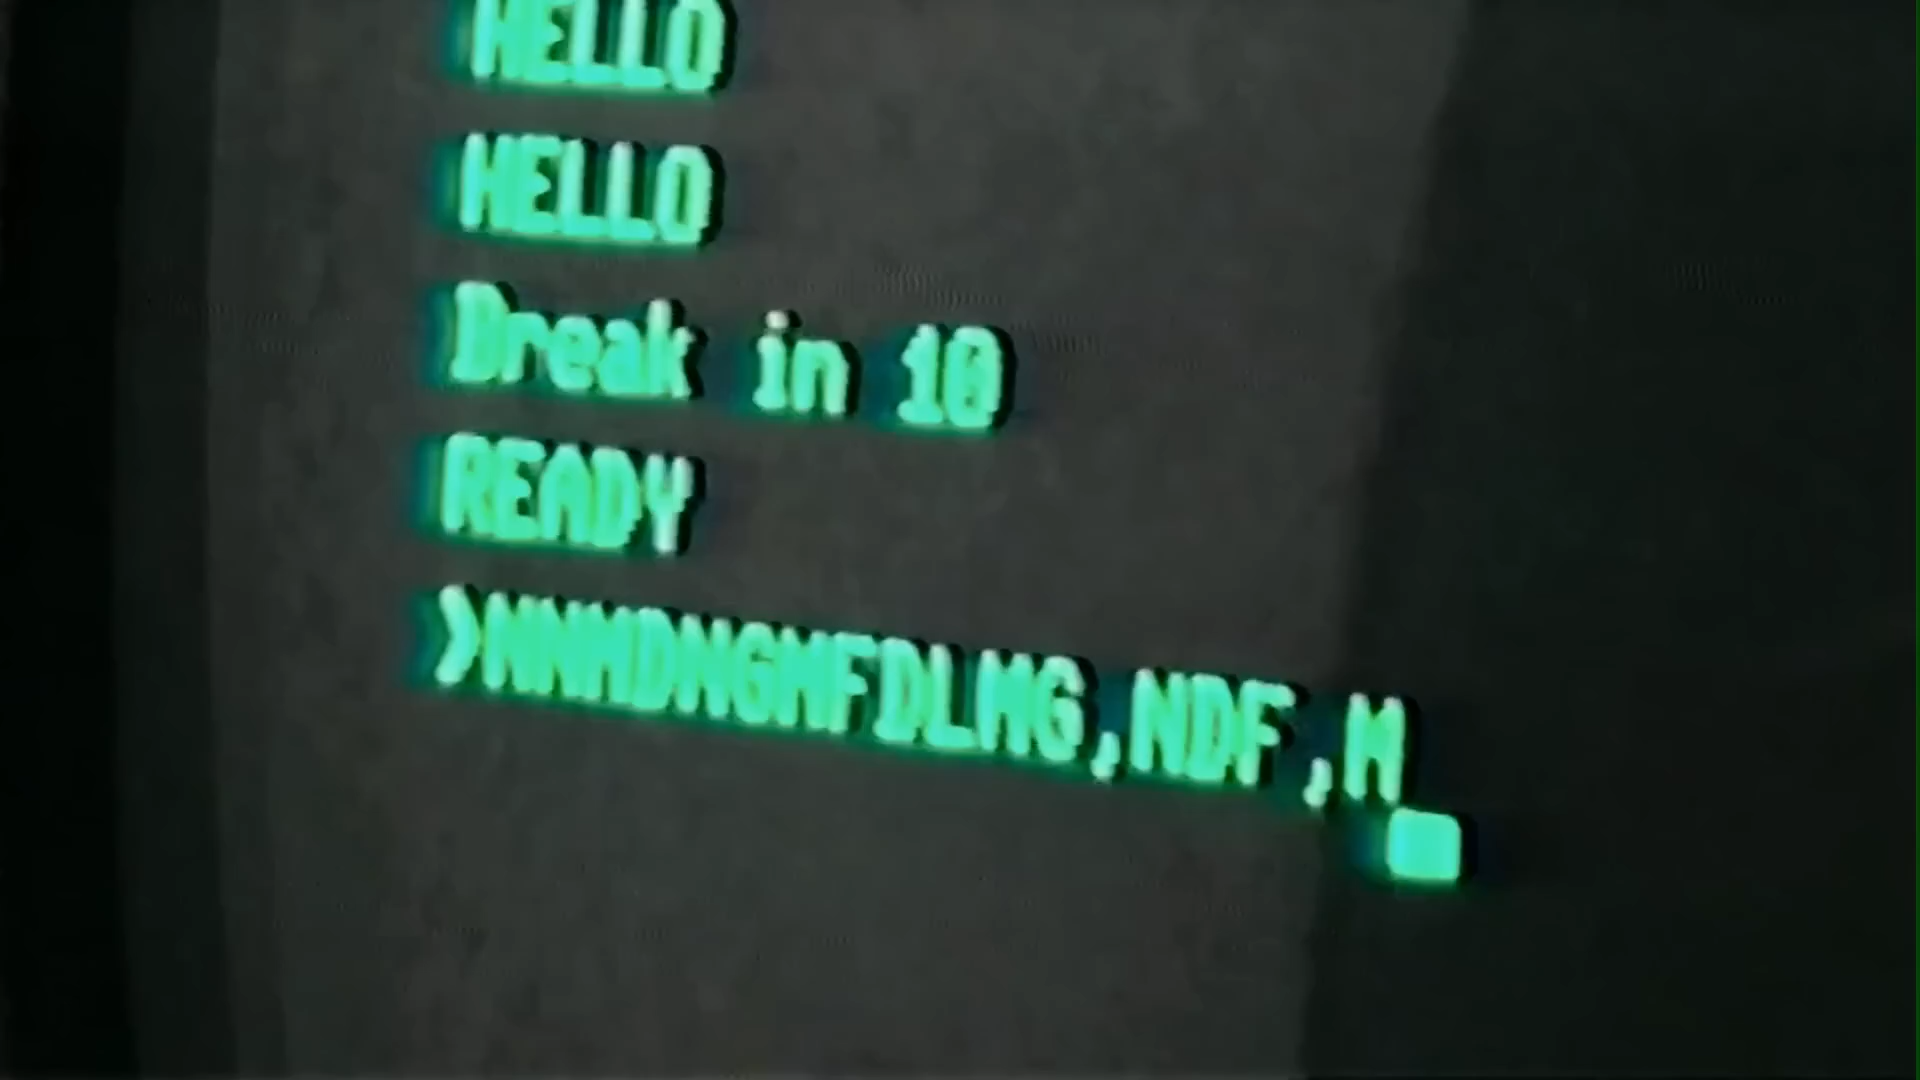 HELLO
HELLO
Break in 10
READY
>NNMDNGMFDLMG,NDF,M